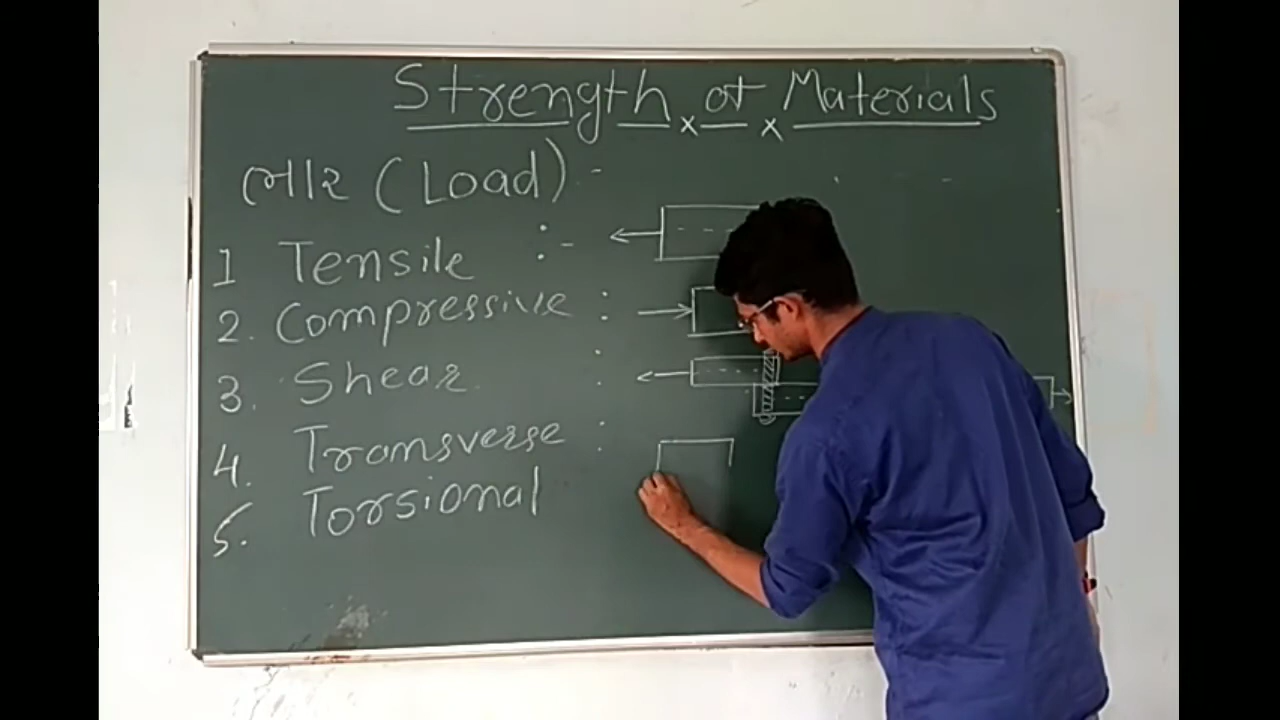 Strength of Materials
ભાર (Load) :-
1 Tensile :-
2. Compressive :
3. Shear :
4. Transverse :
5. Torsional